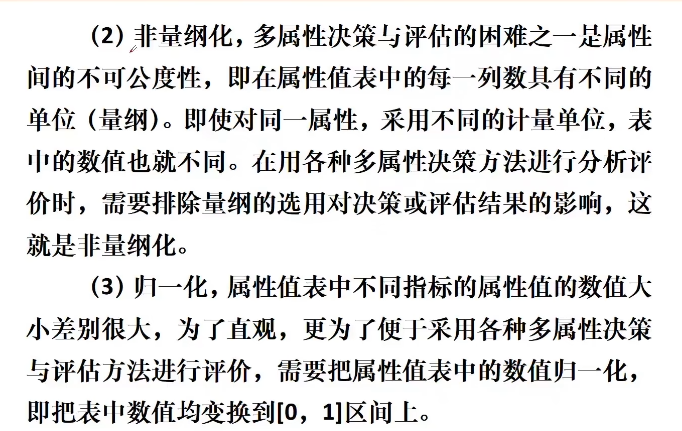 （2）非量纲化，多属性决策与评估的困难之一是属性
间的不可公度性，即在属性值表中的每一列数具有不同的
单位（量纲）。即使对同一属性，采用不同的计量单位，表
中的数值也就不同。在用各种多属性决策方法进行分析评
价时，需要排除量纲的选用对决策或评估结果的影响，这
就是非量纲化。
（3）归一化，属性值表中不同指标的属性值的数值大
小差别很大，为了直观，更为了便于采用各种多属性决策
与评估方法进行评价，需要把属性值表中的数值归一化，
即把表中数值均变换到[0，1]区间上。